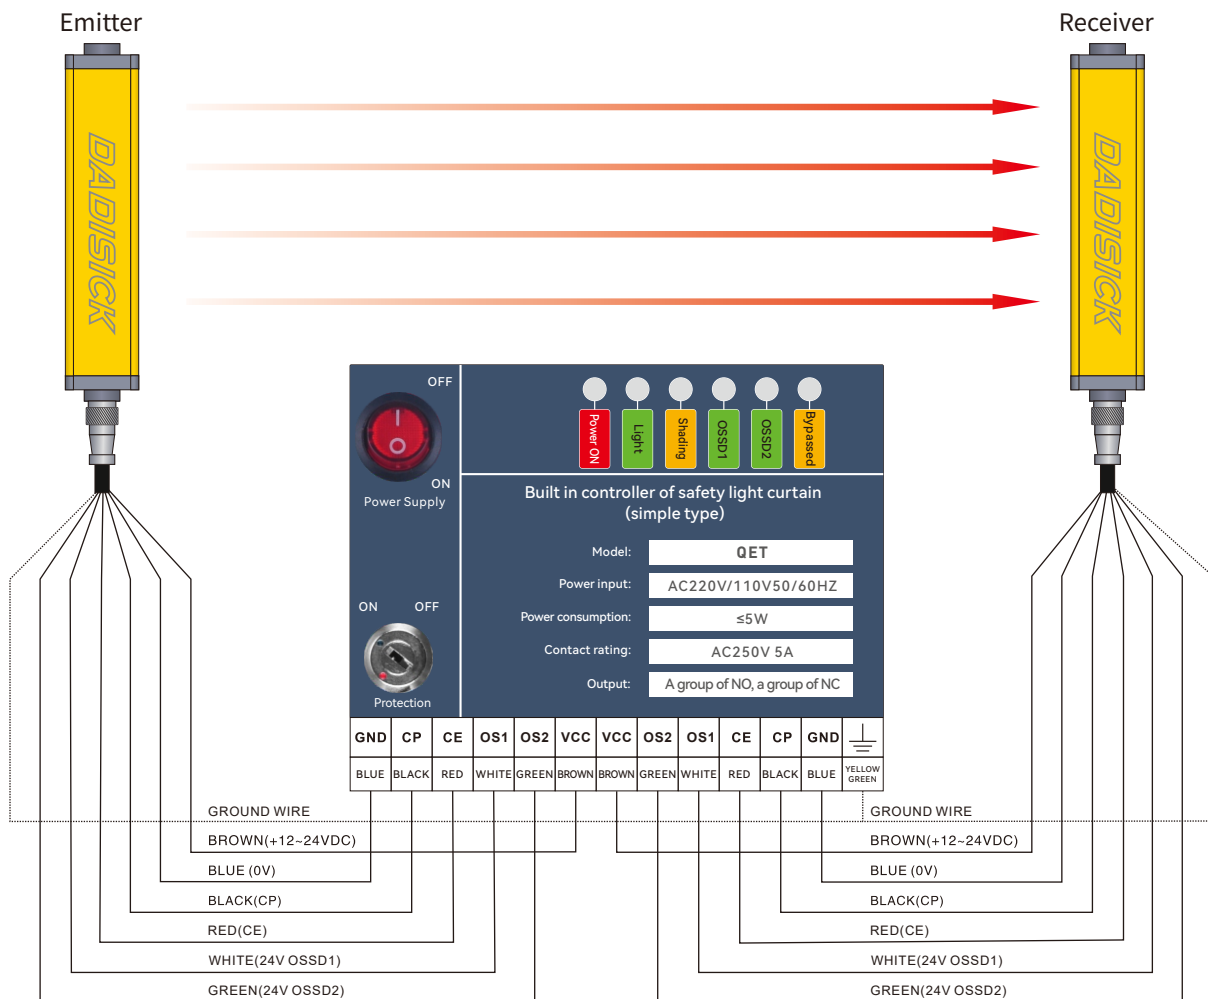 Emitter
Receiver
DADISICK
DADISICK
OFF
ON
Power Supply
Power ON
Light
Shading
OSSD1
OSSD2
Bypassed
Built in controller of safety light curtain
(simple type)
Model: QET
Power input: AC220V/110V50/60HZ
Power consumption: ≤5W
Contact rating: AC250V 5A
Output: A group of NO, a group of NC
ON OFF
Protection
GND CP CE OS1 OS2 VCC VCC OS2 OS1 CE CP GND
BLUE BLACK RED WHITE GREEN BROWN BROWN GREEN WHITE RED BLACK BLUE YELLOW
GREEN
GROUND WIRE
BROWN(+12~24VDC)
BLUE (0V)
BLACK(CP)
RED(CE)
WHITE(24V OSSD1)
GREEN(24V OSSD2)
GROUND WIRE
BROWN(+12~24VDC)
BLUE (0V)
BLACK(CP)
RED(CE)
WHITE(24V OSSD1)
GREEN(24V OSSD2)